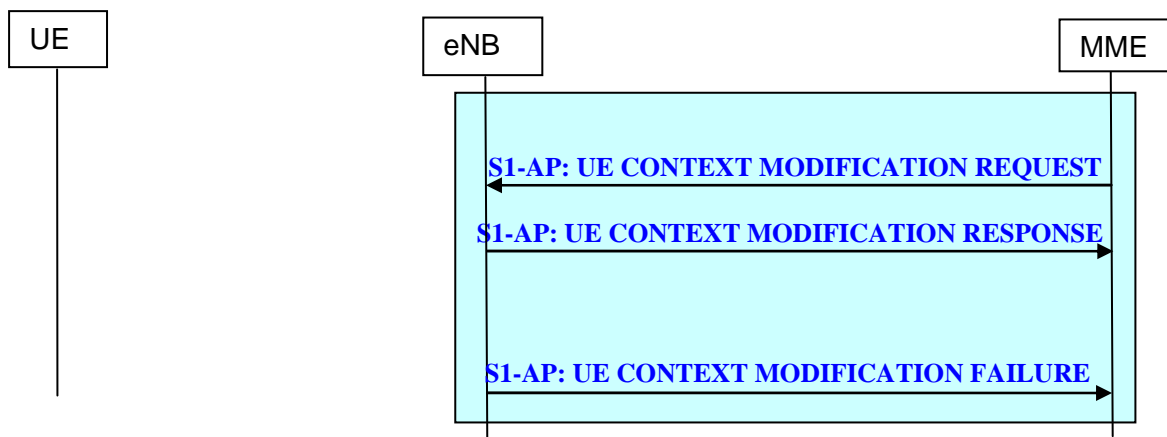 UE
eNB
MME
S1-AP: UE CONTEXT MODIFICATION REQUEST
S1-AP: UE CONTEXT MODIFICATION RESPONSE
S1-AP: UE CONTEXT MODIFICATION FAILURE